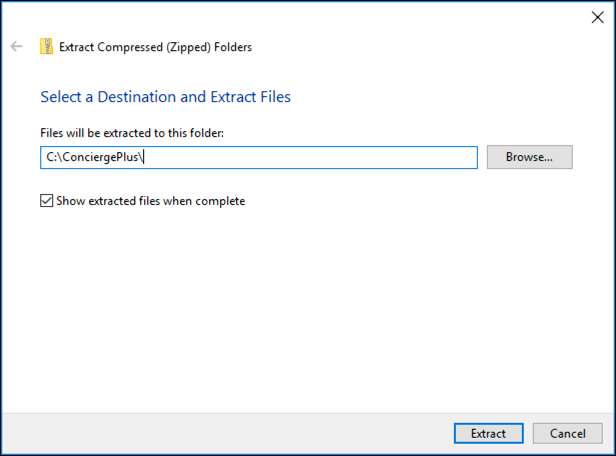 Extract Compressed (Zipped) Folders
Select a Destination and Extract Files
Files will be extracted to this folder:
C:\ConciergePlus\
Browse...
Show extracted files when complete
Extract
Cancel